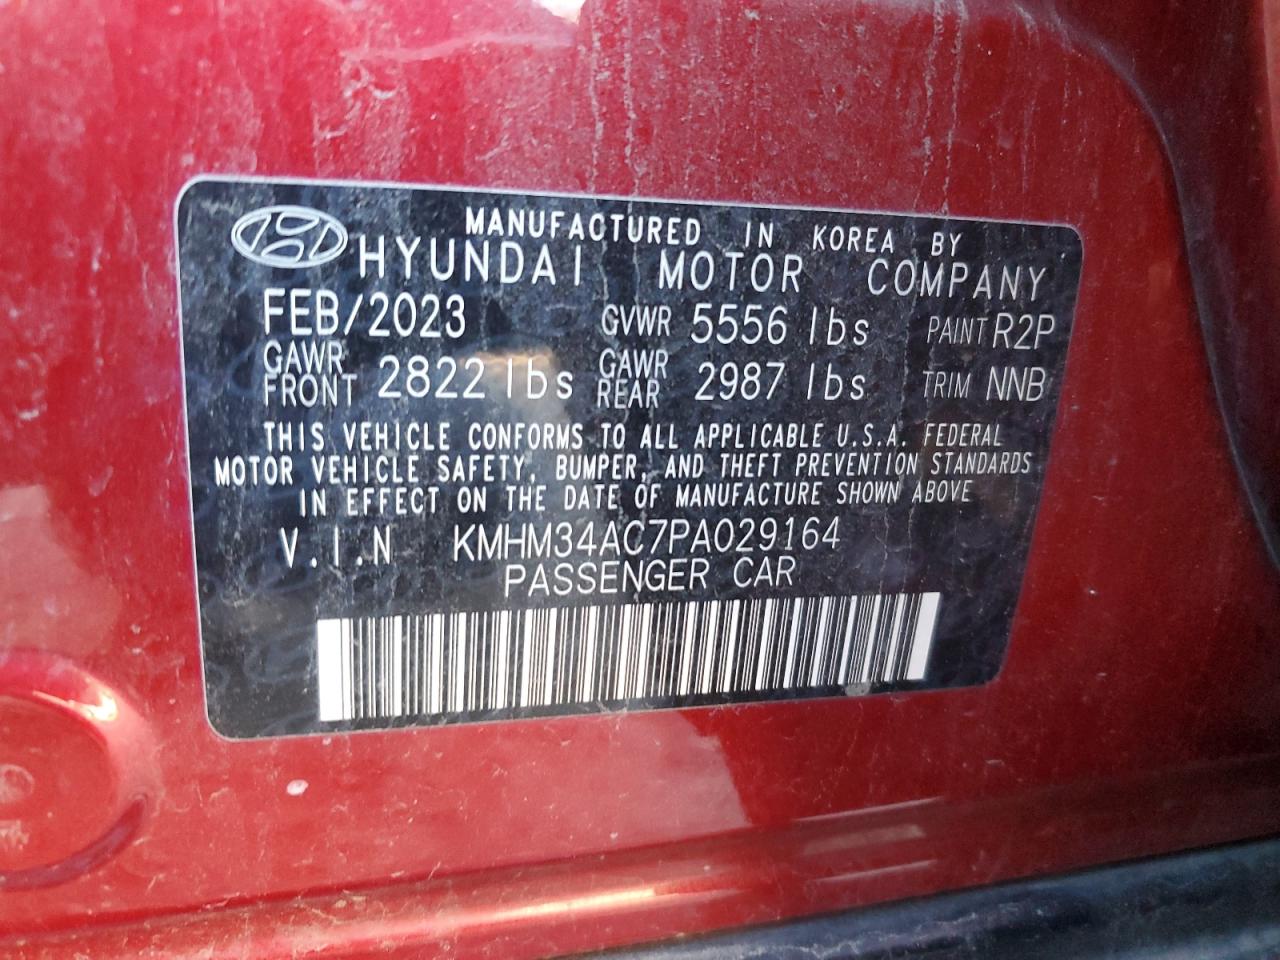 MANUFACTURED IN KOREA BY
HYUNDAI MOTOR COMPANY
FEB/2023 GVWR 5556 lbs PAINT R2P
GAWR FRONT 2822 lbs GAWR REAR 2987 lbs TRIM NNB
THIS VEHICLE CONFORMS TO ALL APPLICABLE U.S.A. FEDERAL
MOTOR VEHICLE SAFETY, BUMPER, AND THEFT PREVENTION STANDARDS
IN EFFECT ON THE DATE OF MANUFACTURE SHOWN ABOVE
V.I.N KMHM34AC7PA029164
PASSENGER CAR